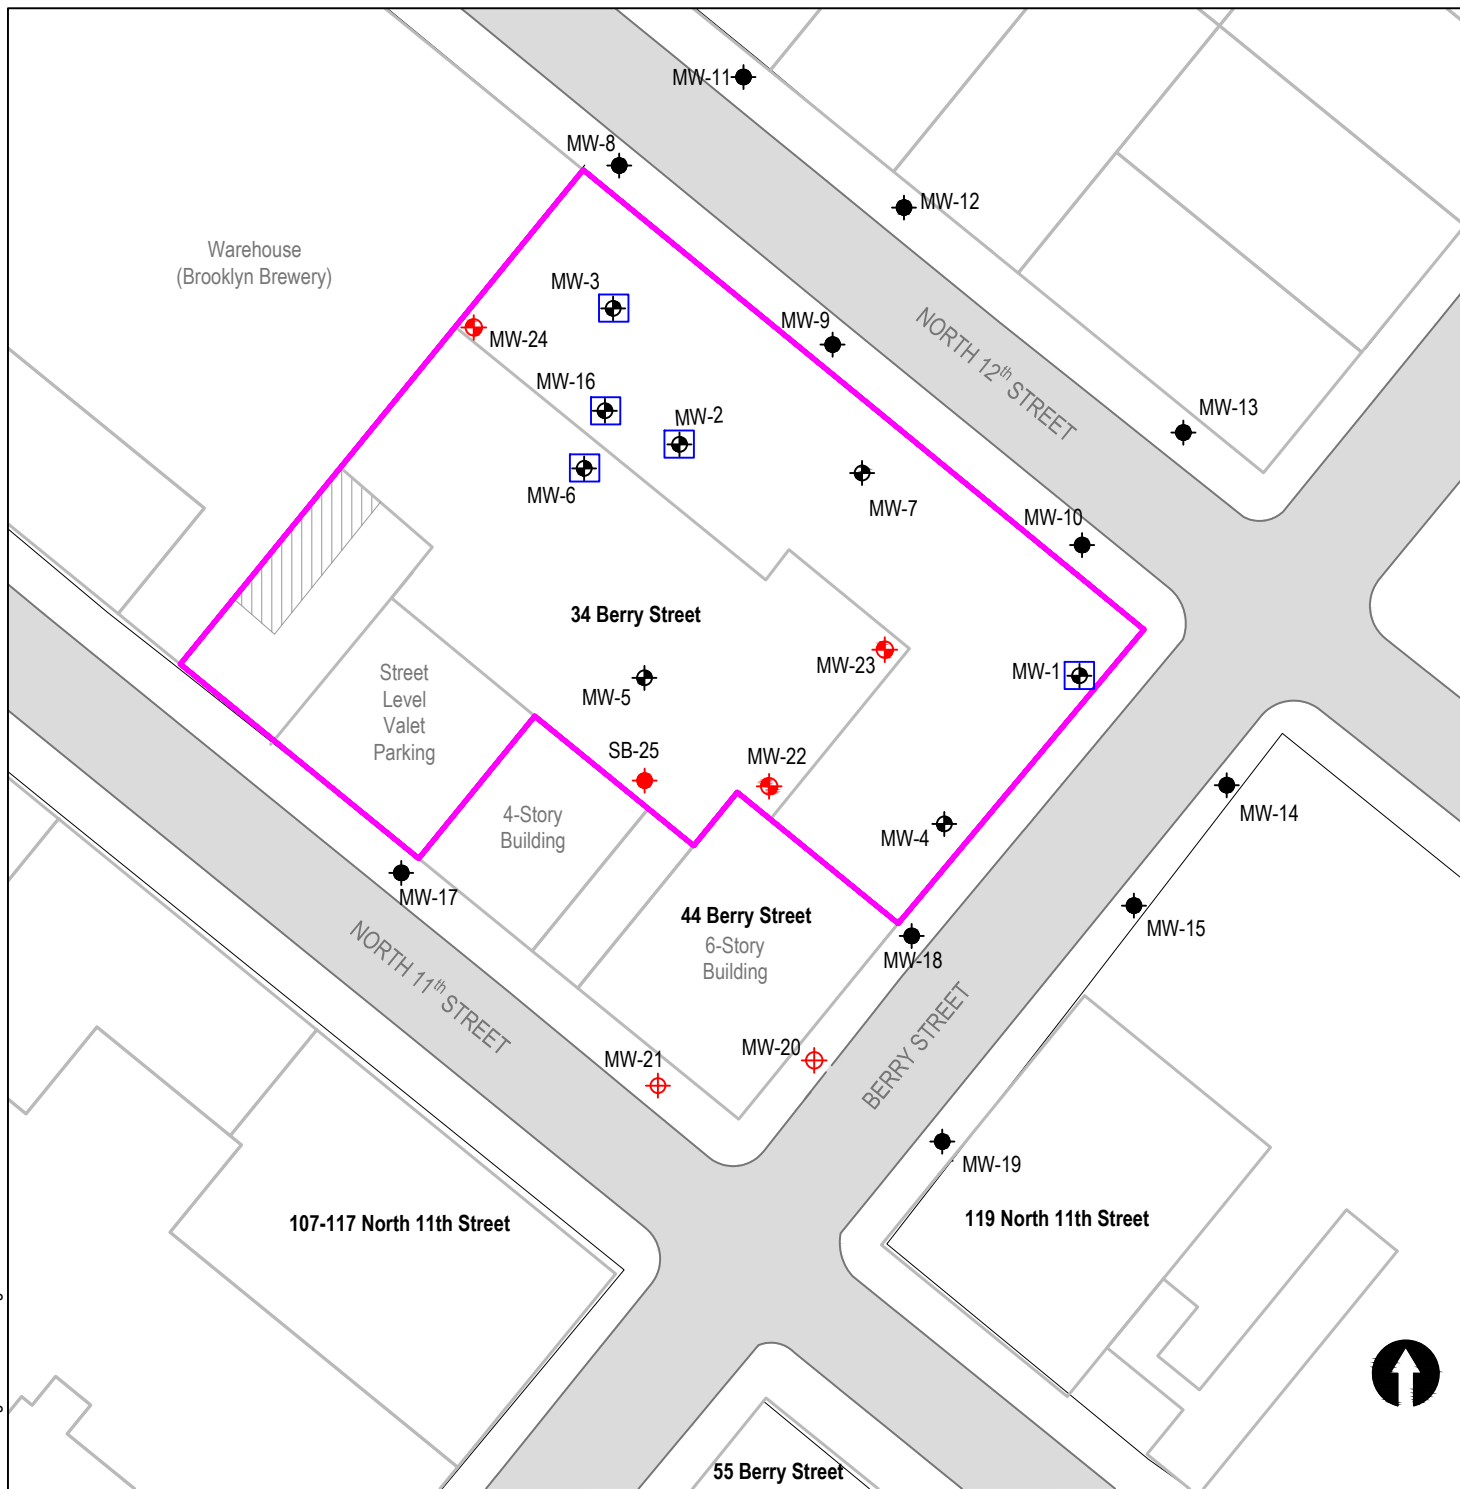 MW-11
MW-8
MW-12
Warehouse
(Brooklyn Brewery)
MW-3
MW-24
MW-9
NORTH 12th STREET
MW-16
MW-2
MW-13
MW-6
MW-7
MW-10
34 Berry Street
MW-23
MW-1
Street
Level
Valet
Parking
MW-5
SB-25
MW-22
4-Story
Building
MW-4
MW-14
MW-17
44 Berry Street
6-Story
Building
MW-15
MW-18
NORTH 11th STREET
MW-21
MW-20
BERRY STREET
MW-19
107-117 North 11th Street
119 North 11th Street
55 Berry Street